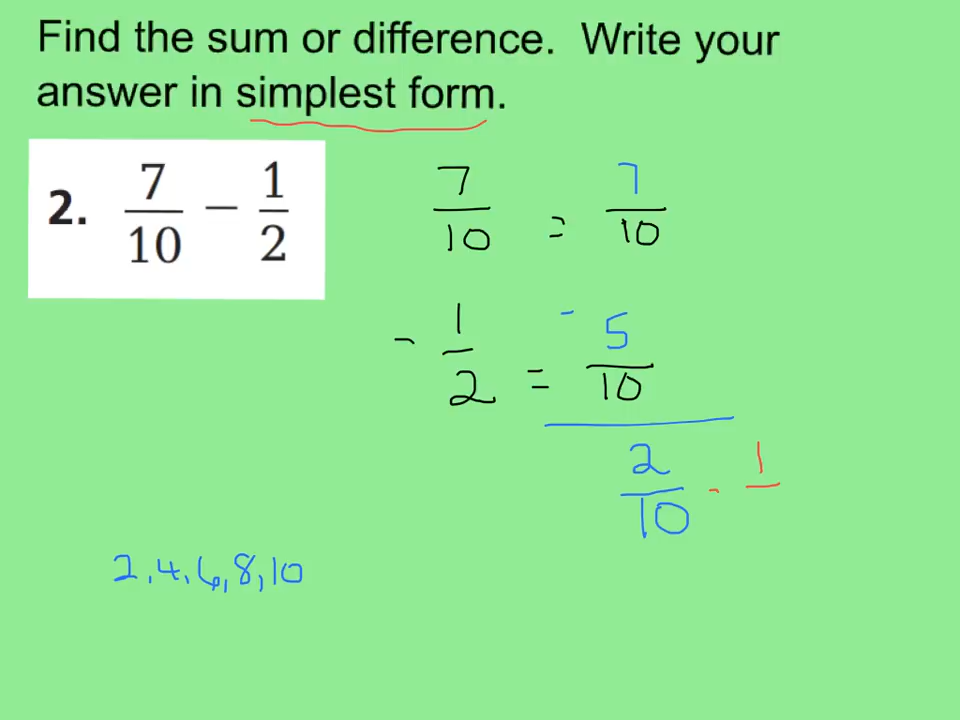 Find the sum or difference. Write your
answer in simplest form.
2. 7/10 − 1/2
7/10 = 7/10
- 1/2 = - 5/10
2/10 - 1/
2, 4, 6, 8, 10